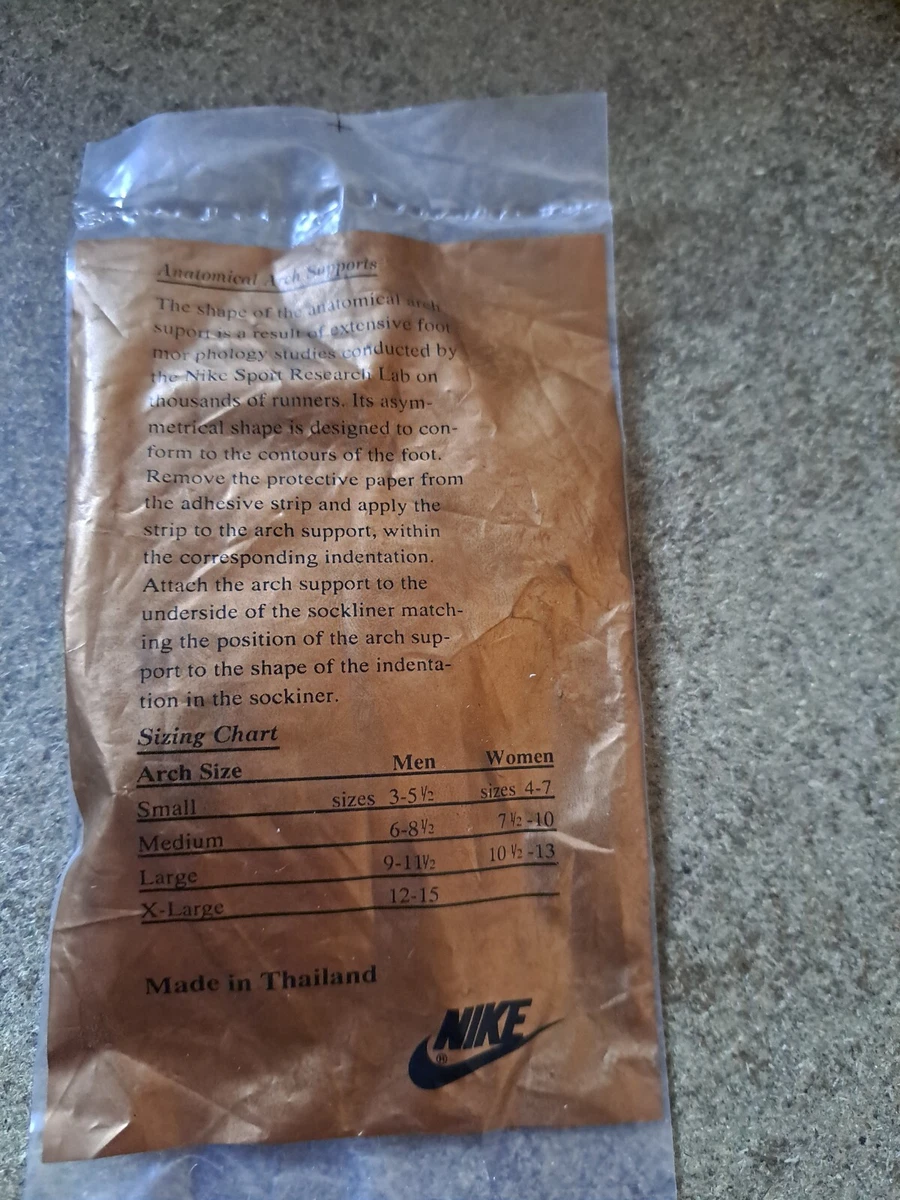 Anatomical Arch Supports
The shape of the anatomical arch
suport is a result of extensive foot
mor phology studies conducted by
the Nike Sport Research Lab on
thousands of runners. Its asym-
metrical shape is designed to con-
form to the contours of the foot.
Remove the protective paper from
the adhesive strip and apply the
strip to the arch support, within
the corresponding indentation.
Attach the arch support to the
underside of the sockliner match-
ing the position of the arch sup-
port to the shape of the indenta-
tion in the sockiner.
Sizing Chart
Arch Size Men Women
Small sizes 3-5½ sizes 4-7
Medium 6-8½ 7½-10
Large 9-11½ 10½-13
X-Large 12-15
Made in Thailand
NIKE ®